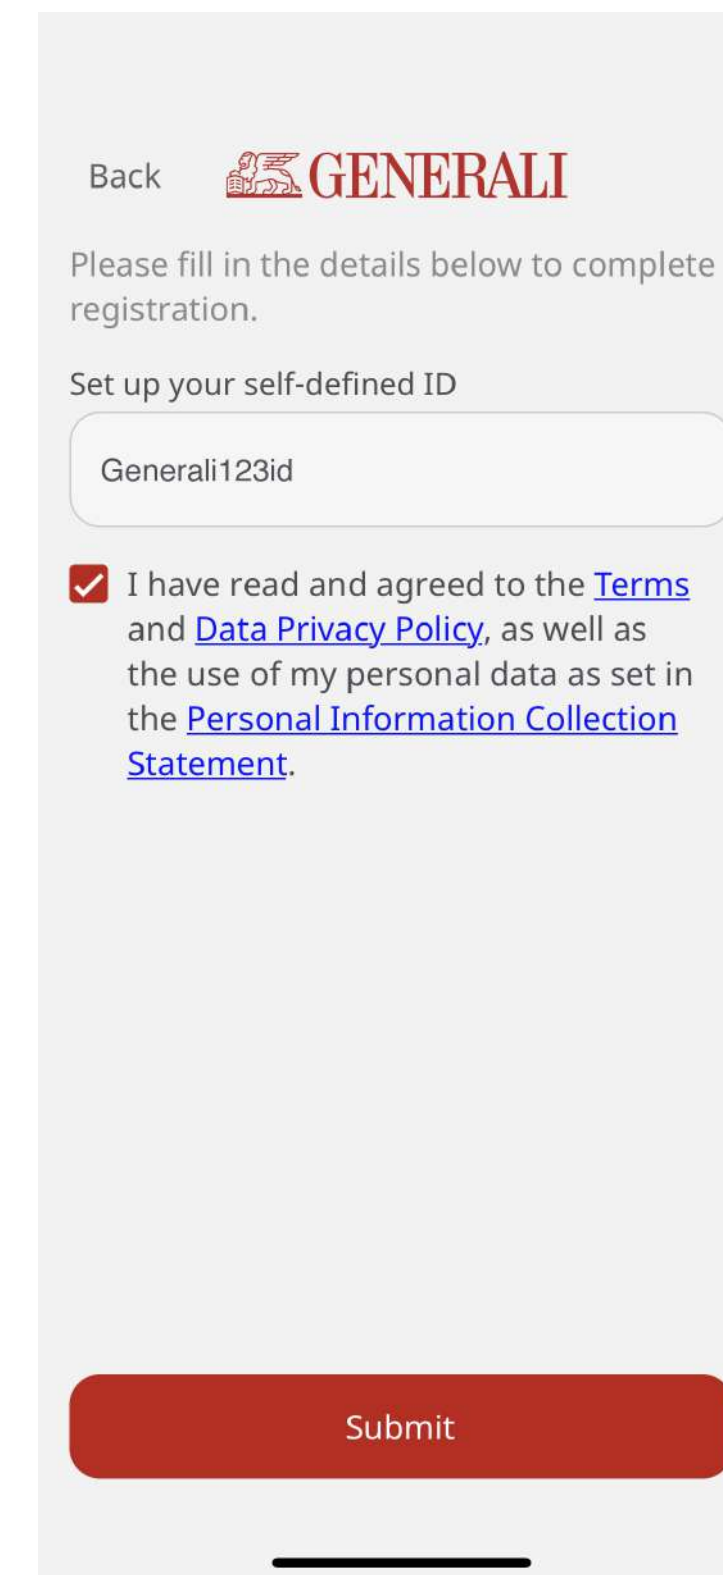 Back
GENERALI
Please fill in the details below to complete
registration.
Set up your self-defined ID
Generali123id
I have read and agreed to the Terms
and Data Privacy Policy, as well as
the use of my personal data as set in
the Personal Information Collection
Statement.
Submit